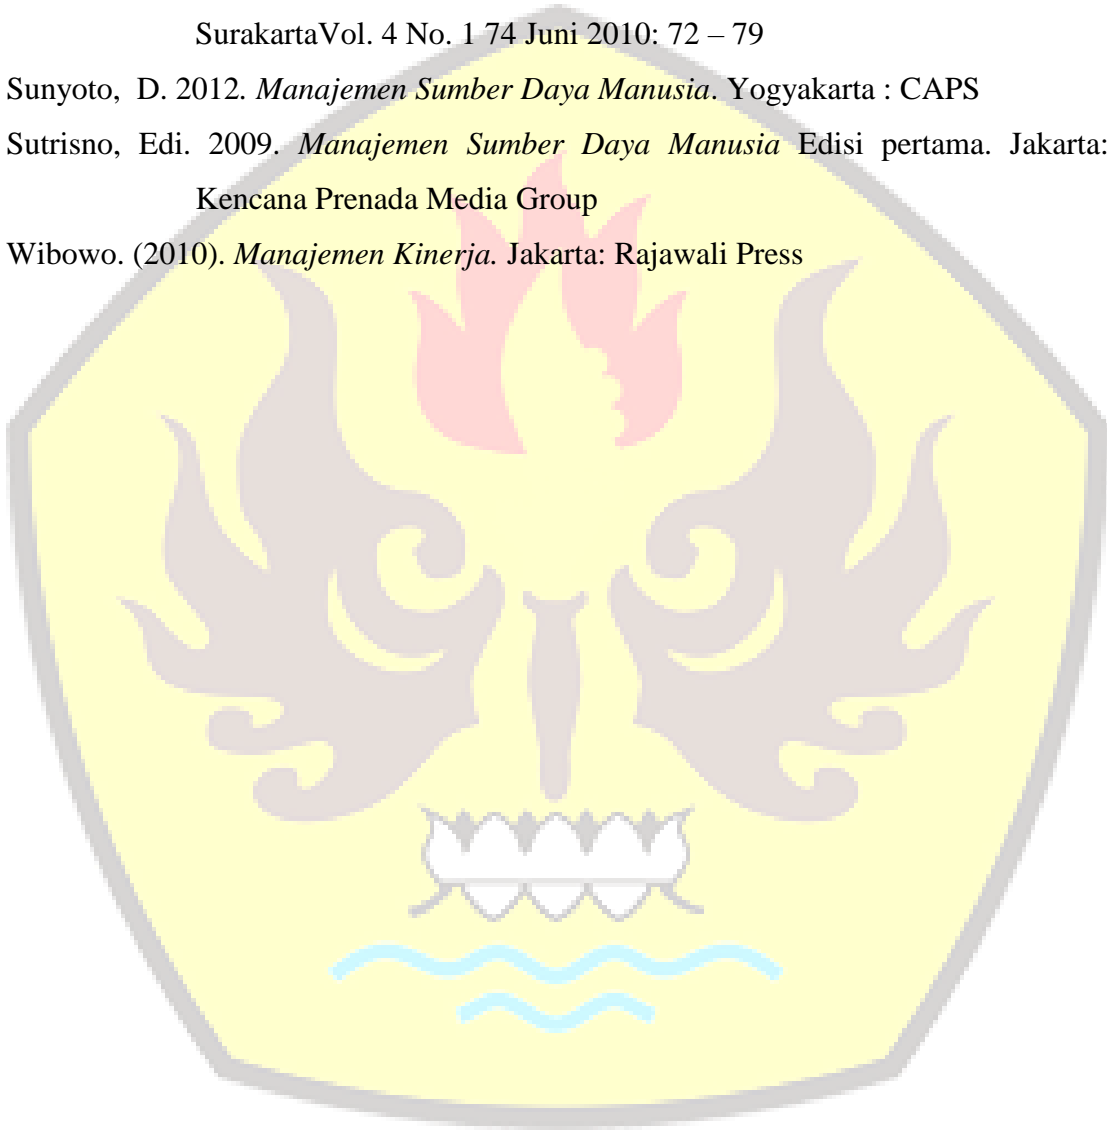 SurakartaVol. 4 No. 1 74 Juni 2010: 72 – 79
Sunyoto, D. 2012. Manajemen Sumber Daya Manusia. Yogyakarta : CAPS
Sutrisno, Edi. 2009. Manajemen Sumber Daya Manusia Edisi pertama. Jakarta:
Kencana Prenada Media Group
Wibowo. (2010). Manajemen Kinerja. Jakarta: Rajawali Press